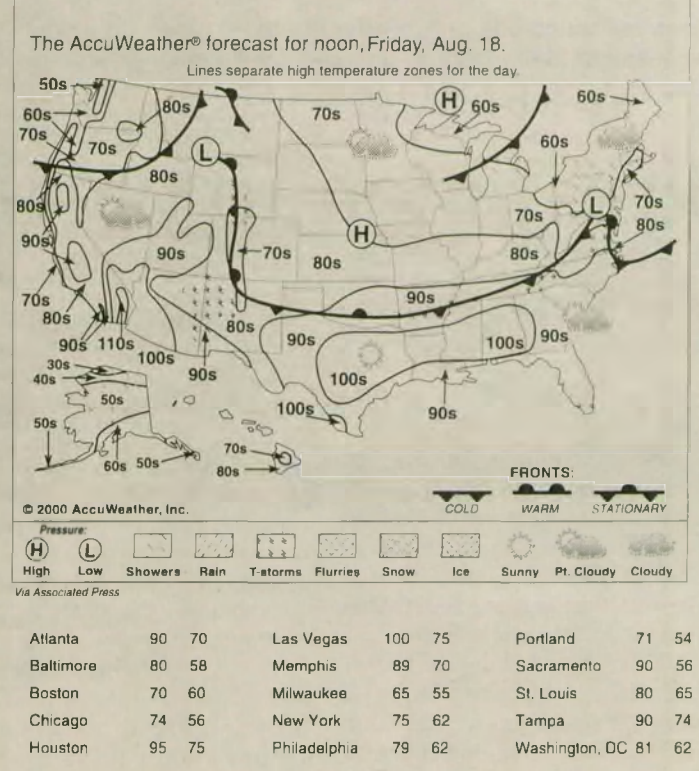 The AccuWeather® forecast for noon, Friday, Aug. 18.
Lines separate high temperature zones for the day.
50s
60s
70s
80s
70s
80s
70s
H
60s
60s
60s
L
80s
90s
70s
80s
90s
70s
80s
H
70s
80s
L
70s
80s
90s
110s
100s
90s
80s
90s
90s
100s
100s
90s
100s
90s
30s
40s
50s
50s
60s
50s
70s
80s
FRONTS:
COLD WARM STATIONARY
© 2000 AccuWeather, Inc.
Pressure:
H L
High Low Showers Rain T-storms Flurries Snow Ice Sunny Pt. Cloudy Cloudy
Via Associated Press
Atlanta 90 70 Las Vegas 100 75 Portland 71 54
Baltimore 80 58 Memphis 89 70 Sacramento 90 56
Boston 70 60 Milwaukee 65 55 St. Louis 80 65
Chicago 74 56 New York 75 62 Tampa 90 74
Houston 95 75 Philadelphia 79 62 Washington, DC 81 62